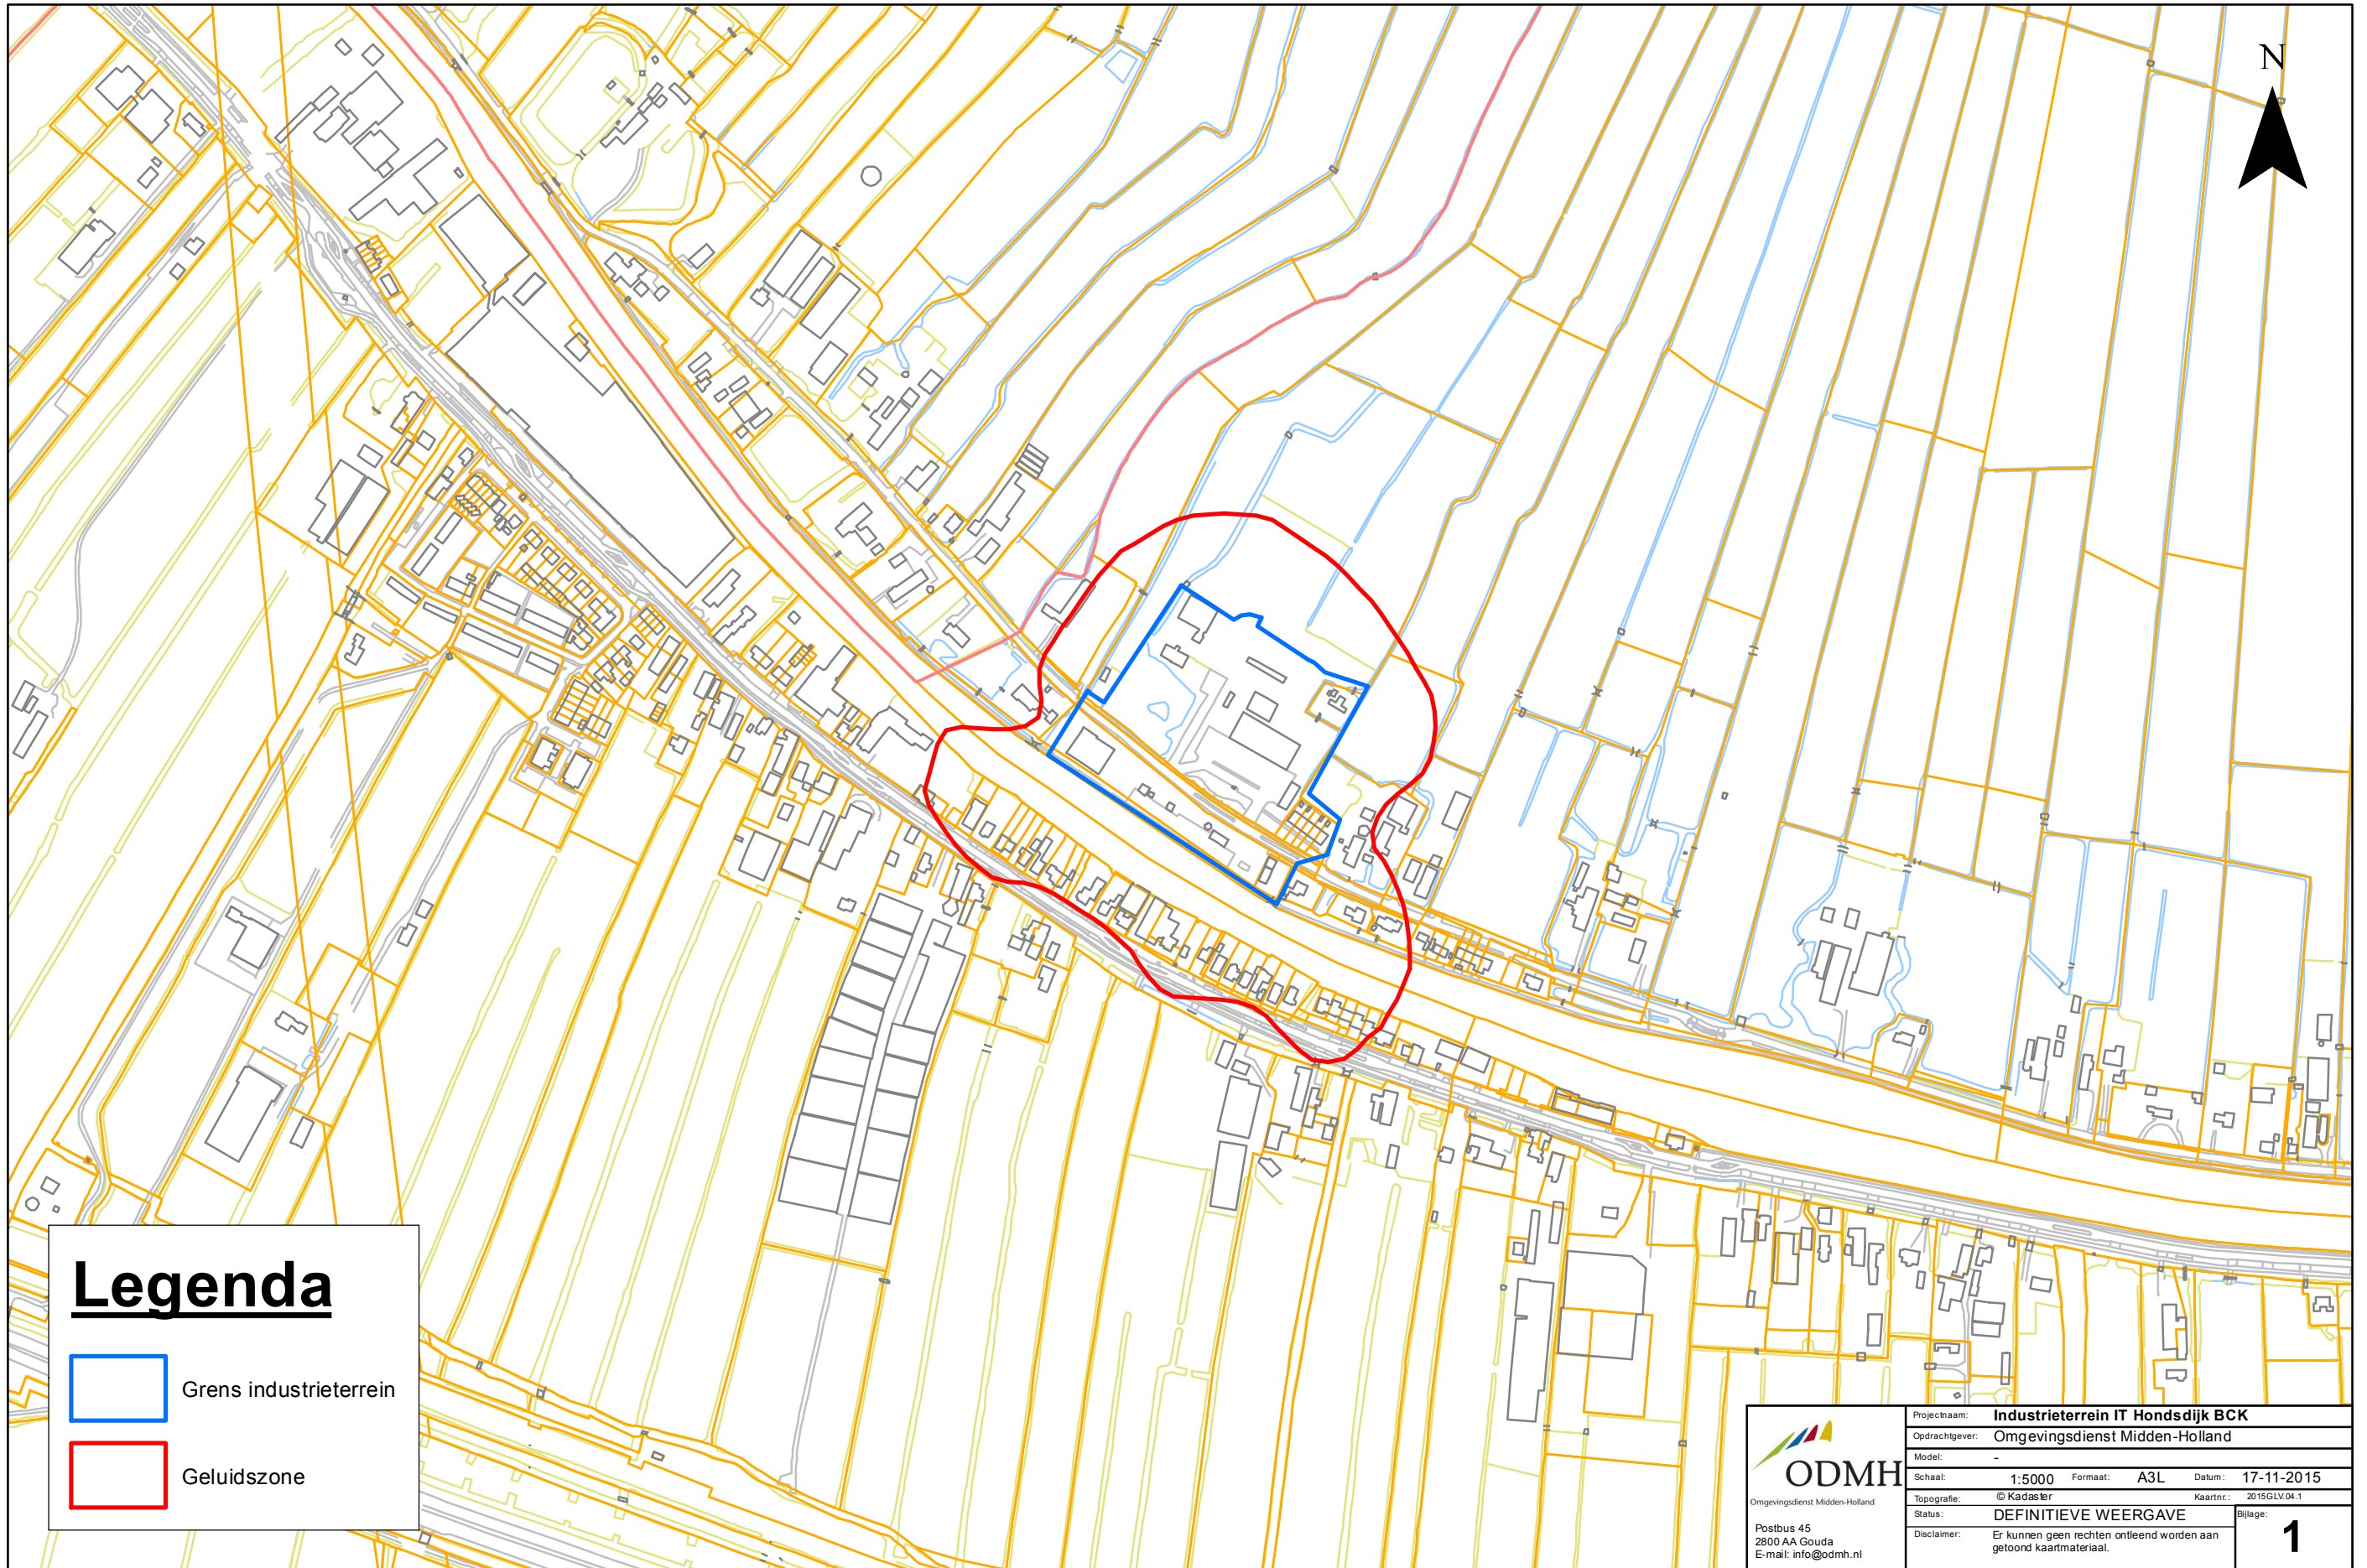 N
Legenda
Grens industrieterrein
Geluidszone
ODMH
Omgevingsdienst Midden-Holland
Postbus 45
2800 AA Gouda
E-mail: info@odmh.nl
Projectnaam: Industrieterrein IT Hondsdijk BCK
Opdrachtgever: Omgevingsdienst Midden-Holland
Model: -
Schaal: 1:5000 Formaat: A3L Datum: 17-11-2015
Topografie: © Kadaster Kaartnr.: 2015GLV.04.1
Status: DEFINITIEVE WEERGAVE
Disclaimer: Er kunnen geen rechten ontleend worden aan
getoond kaartmateriaal.
Bijlage:
1